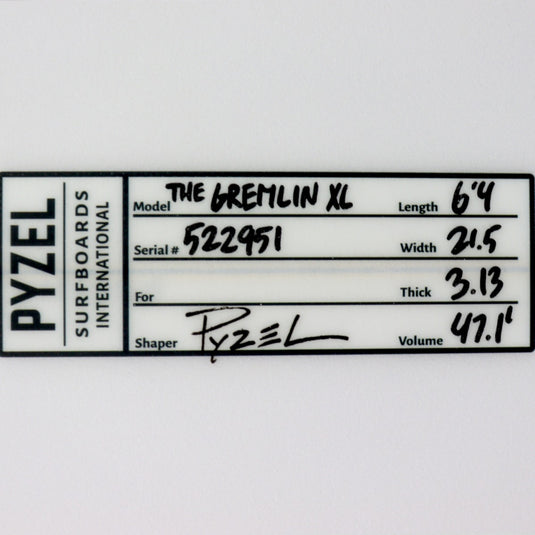 PYZEL
SURFBOARDS
INTERNATIONAL
Model THE GREMLIN XL Length 6'4
Serial # 522951 Width 21.5
For Thick 3.13
Shaper PYZEL Volume 47.1ˡ